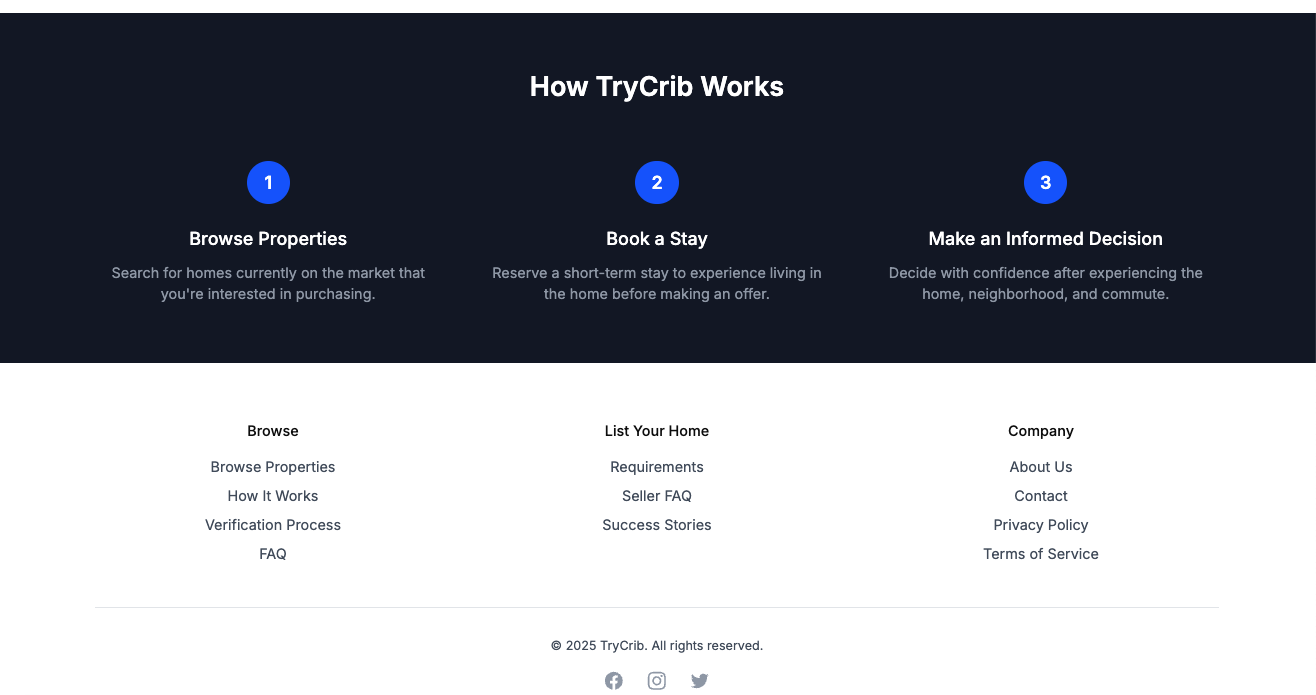 How TryCrib Works
1
2
3
Browse Properties
Search for homes currently on the market that
you're interested in purchasing.
Book a Stay
Reserve a short-term stay to experience living in
the home before making an offer.
Make an Informed Decision
Decide with confidence after experiencing the
home, neighborhood, and commute.
Browse
Browse Properties
How It Works
Verification Process
FAQ
List Your Home
Requirements
Seller FAQ
Success Stories
Company
About Us
Contact
Privacy Policy
Terms of Service
© 2025 TryCrib. All rights reserved.